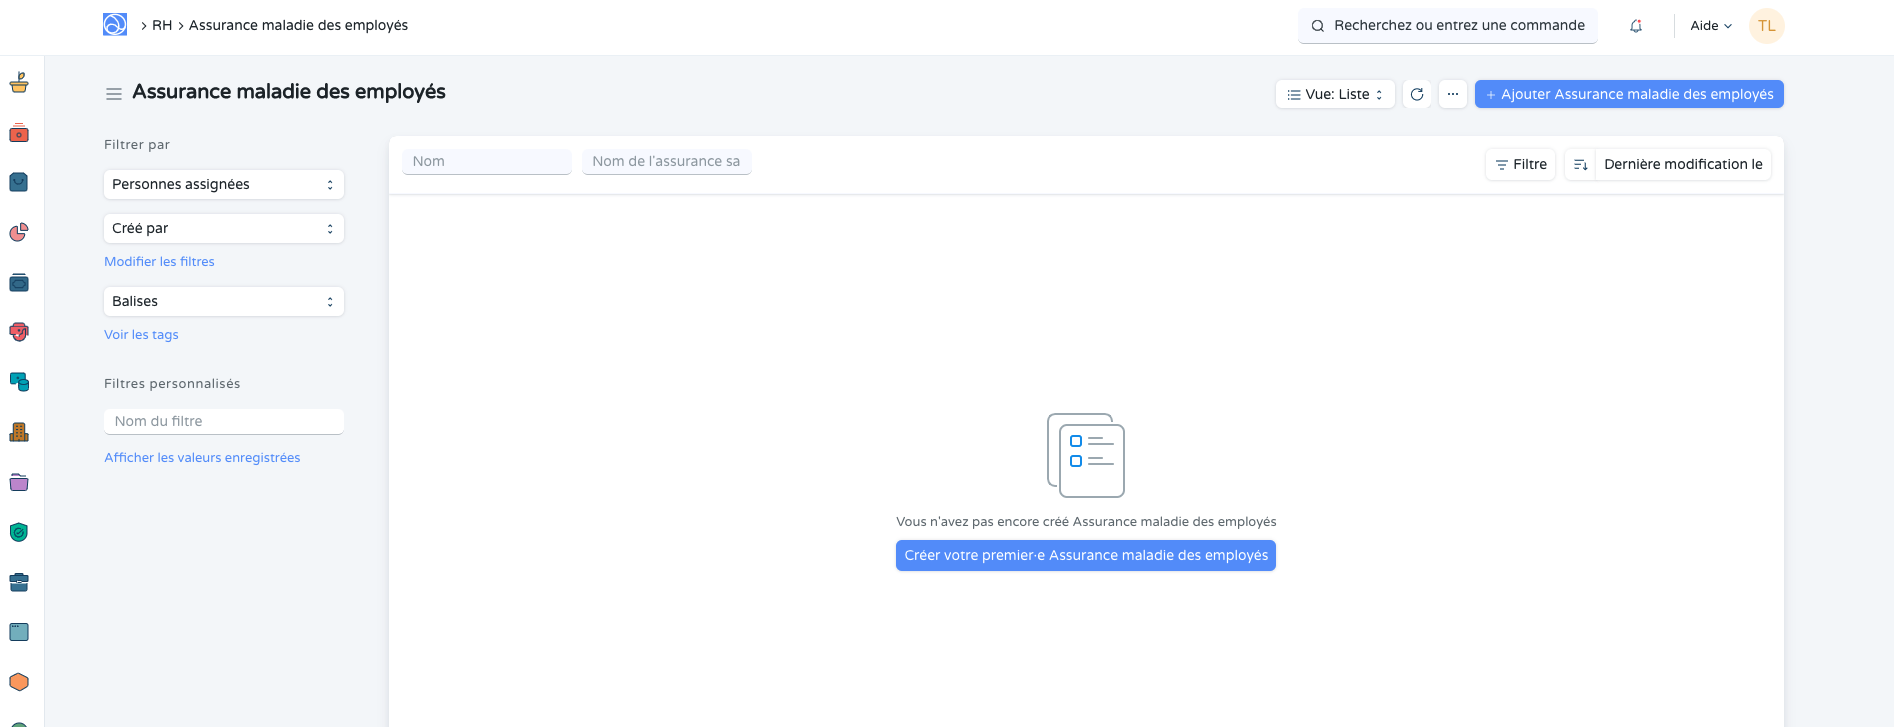 RH
Assurance maladie des employés
Recherchez ou entrez une commande
Aide
TL
Assurance maladie des employés
Vue: Liste
Ajouter Assurance maladie des employés
Filtrer par
Personnes assignées
Créé par
Modifier les filtres
Balises
Voir les tags
Filtres personnalisés
Nom du filtre
Afficher les valeurs enregistrées
Nom
Nom de l'assurance sa
Filtre
Dernière modification le
Vous n'avez pas encore créé Assurance maladie des employés
Créer votre premier·e Assurance maladie des employés